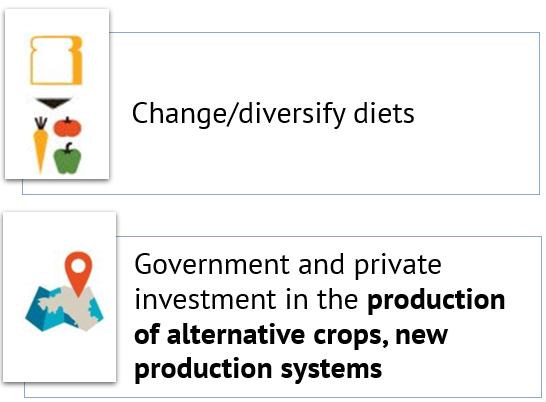 Change/diversify diets
Government and private
investment in the production
of alternative crops, new
production systems